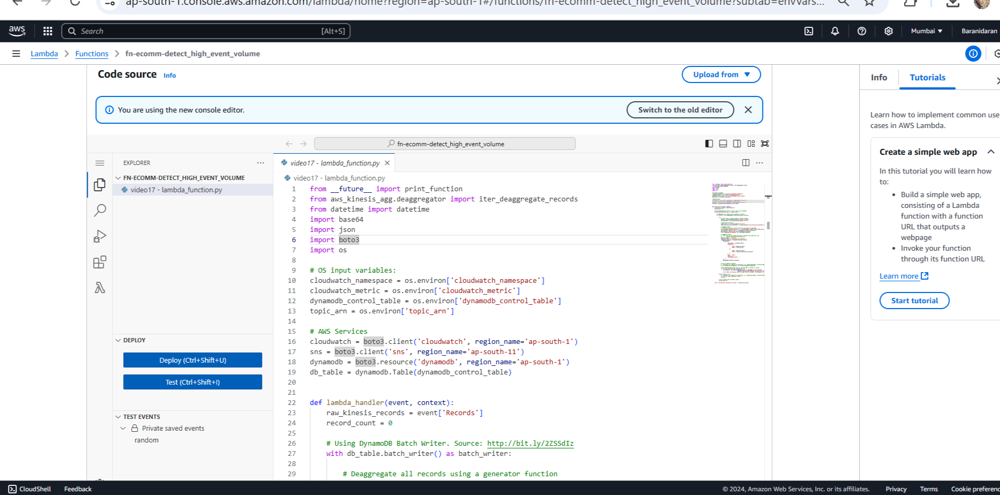 ap-south-1.console.aws.amazon.com/lambda/home?region=ap-south-1#/functions/fn-ecomm-detect_high_event_volume?subtab=envVars...
aws
Search
[Alt+S]
Mumbai
Baranidaran
Lambda
Functions
fn-ecomm-detect_high_event_volume
Code source Info
Upload from
You are using the new console editor.
Switch to the old editor
fn-ecomm-detect_high_event_volume
EXPLORER
FN-ECOMM-DETECT_HIGH_EVENT_VOLUME
video17 - lambda_function.py
DEPLOY
Deploy (Ctrl+Shift+U)
Test (Ctrl+Shift+I)
TEST EVENTS
Private saved events
random
video17 - lambda_function.py
video17 - lambda_function.py
1 from __future__ import print_function
2 from aws_kinesis_agg.deaggregator import iter_deaggregate_records
3 from datetime import datetime
4 import base64
5 import json
6 import boto3
7 import os
8
9 # OS input variables:
10 cloudwatch_namespace = os.environ['cloudwatch_namespace']
11 cloudwatch_metric = os.environ['cloudwatch_metric']
12 dynamodb_control_table = os.environ['dynamodb_control_table']
13 topic_arn = os.environ['topic_arn']
14
15 # AWS Services
16 cloudwatch = boto3.client('cloudwatch', region_name='ap-south-1')
17 sns = boto3.client('sns', region_name='ap-south-11')
18 dynamodb = boto3.resource('dynamodb', region_name='ap-south-1')
19 db_table = dynamodb.Table(dynamodb_control_table)
20
21
22 def lambda_handler(event, context):
23 raw_kinesis_records = event['Records']
24 record_count = 0
25
26 # Using DynamoDB Batch Writer. Source: http://bit.ly/2ZSSdIz
27 with db_table.batch_writer() as batch_writer:
28
29 # Deaggregate all records using a generator function
Info
Tutorials
Learn how to implement common use
cases in AWS Lambda.
Create a simple web app
In this tutorial you will learn how
to:
• Build a simple web app,
consisting of a Lambda
function with a function
URL that outputs a
webpage
• Invoke your function
through its function URL
Learn more
Start tutorial
CloudShell
Feedback
© 2024, Amazon Web Services, Inc. or its affiliates.
Privacy
Terms
Cookie preferenc